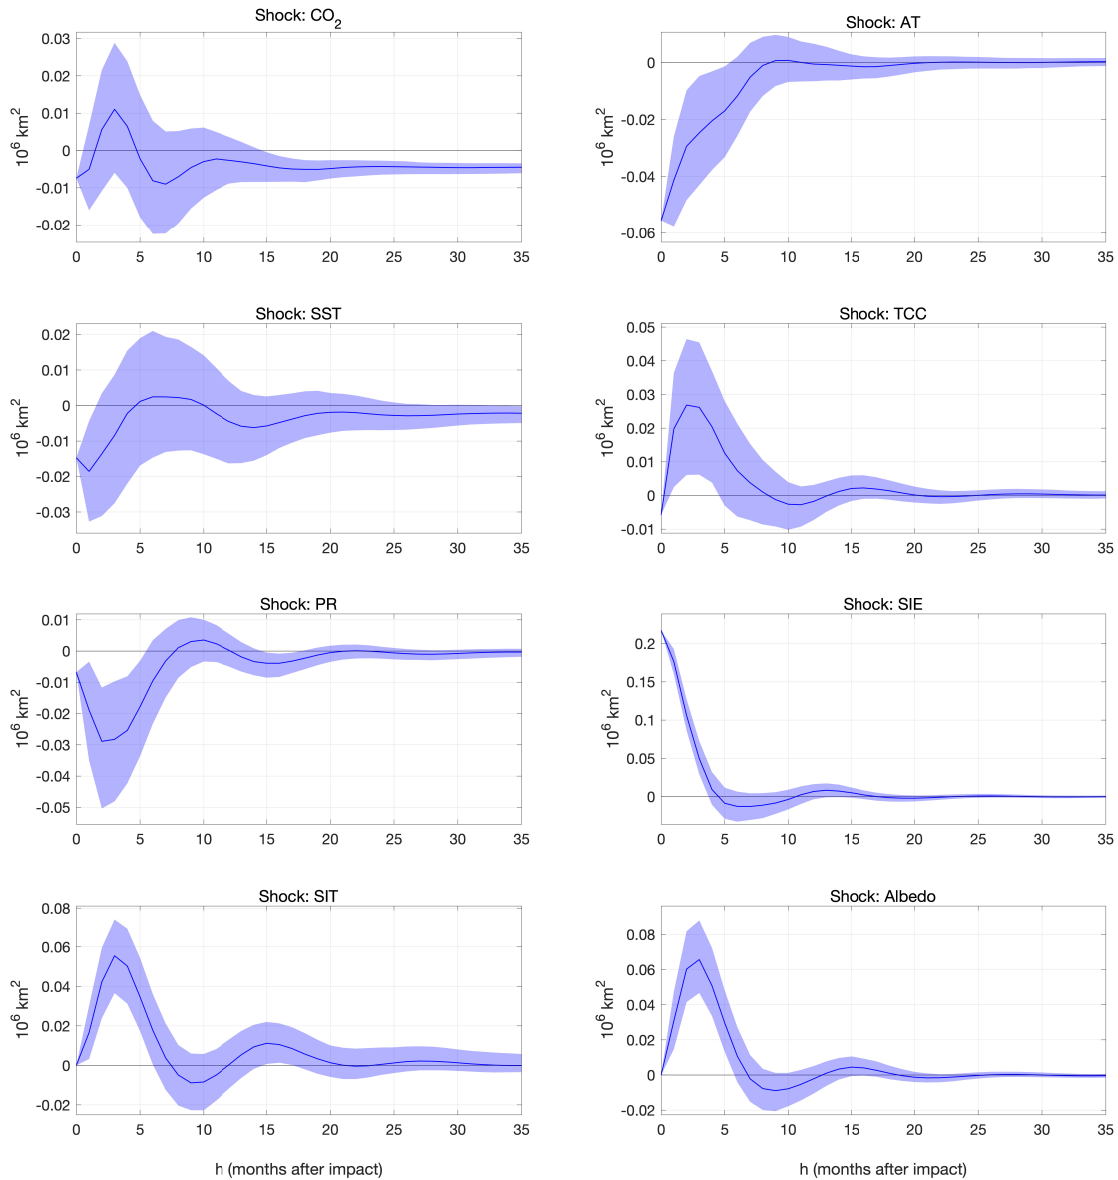 Shock: CO2
10^6 km^2
0.03
0.02
0.01
0
-0.01
-0.02
0 5 10 15 20 25 30 35
Shock: AT
10^6 km^2
0
-0.02
-0.04
-0.06
0 5 10 15 20 25 30 35
Shock: SST
10^6 km^2
0.02
0.01
0
-0.01
-0.02
-0.03
0 5 10 15 20 25 30 35
Shock: TCC
10^6 km^2
0.05
0.04
0.03
0.02
0.01
0
-0.01
0 5 10 15 20 25 30 35
Shock: PR
10^6 km^2
0.01
0
-0.01
-0.02
-0.03
-0.04
-0.05
0 5 10 15 20 25 30 35
Shock: SIE
10^6 km^2
0.2
0.15
0.1
0.05
0
0 5 10 15 20 25 30 35
Shock: SIT
10^6 km^2
0.08
0.06
0.04
0.02
0
-0.02
0 5 10 15 20 25 30 35
h (months after impact)
Shock: Albedo
10^6 km^2
0.08
0.06
0.04
0.02
0
-0.02
0 5 10 15 20 25 30 35
h (months after impact)